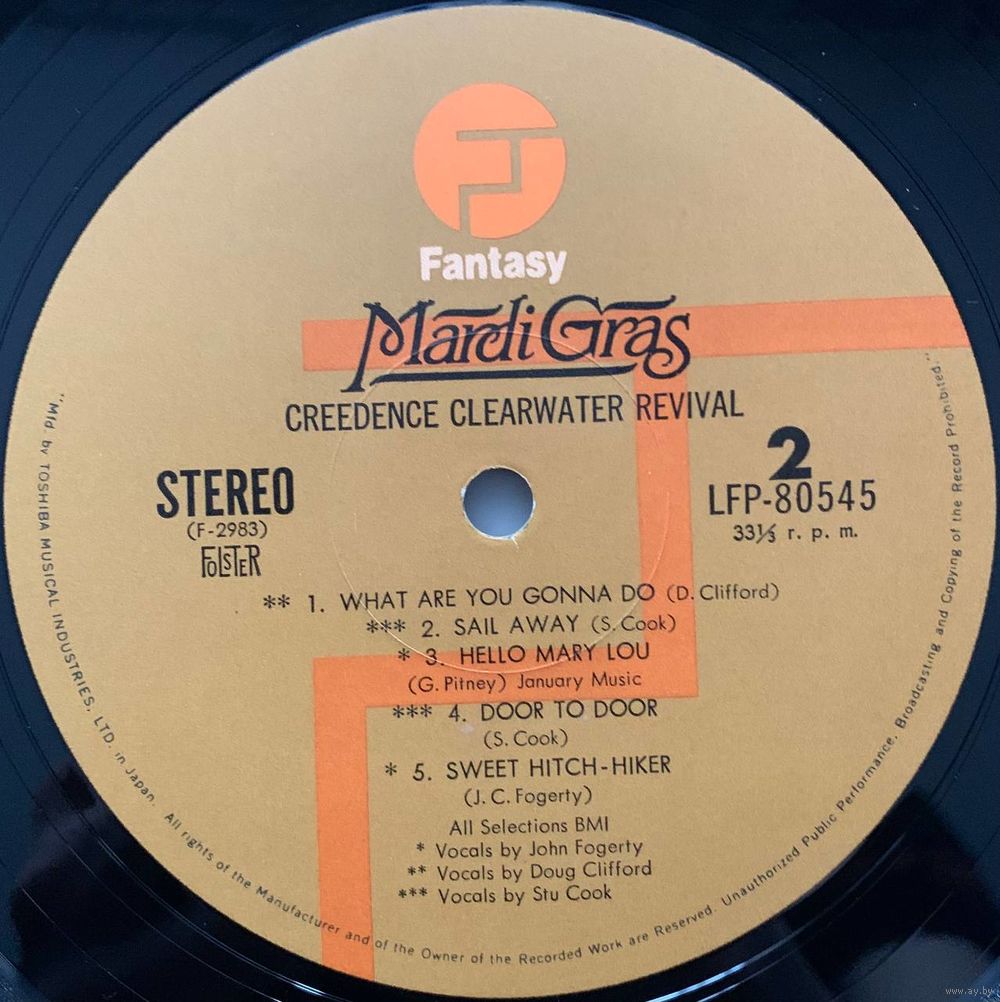 Fantasy
Mardi Gras
CREEDENCE CLEARWATER REVIVAL
STEREO
(F-2983)
FOLSTER
2
LFP-80545
33⅓ r. p. m.
** 1. WHAT ARE YOU GONNA DO (D. Clifford)
*** 2. SAIL AWAY (S. Cook)
* 3. HELLO MARY LOU
(G. Pitney) January Music
*** 4. DOOR TO DOOR
(S. Cook)
* 5. SWEET HITCH-HIKER
(J. C. Fogerty)
All Selections BMI
* Vocals by John Fogerty
** Vocals by Doug Clifford
*** Vocals by Stu Cook
"Mfd. by TOSHIBA MUSICAL INDUSTRIES, LTD. in Japan. All rights of the Manufacturer and of the Owner of the Recorded Work are Reserved. Unauthorized Public Performance, Broadcasting and Copying of the Record Prohibited."
www.ay.by